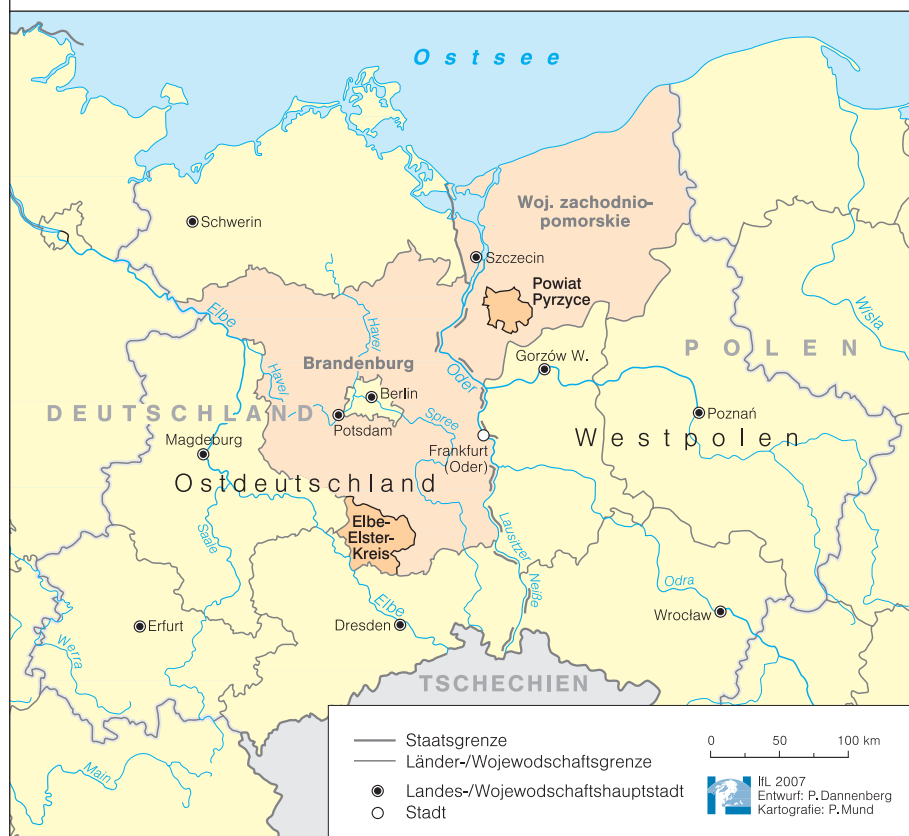 Ostsee
Woj. zachodnio-
pomorskie
Schwerin
Szczecin
Powiat
Pyrzyce
Elbe
Havel
Wisła
POLEN
Brandenburg
Gorzów W.
Oder
Havel
Berlin
DEUTSCHLAND
Potsdam
Spree
Poznań
Magdeburg
Frankfurt
(Oder)
Westpolen
Ostdeutschland
Elbe-
Elster-
Kreis
Saale
Lausitzer
Neiße
Odra
Elbe
Erfurt
Dresden
Wrocław
Werra
TSCHECHIEN
Main
Staatsgrenze
Länder-/Wojewodschaftsgrenze
Landes-/Wojewodschaftshauptstadt
Stadt
0 50 100 km
IfL 2007
Entwurf: P. Dannenberg
Kartografie: P. Mund